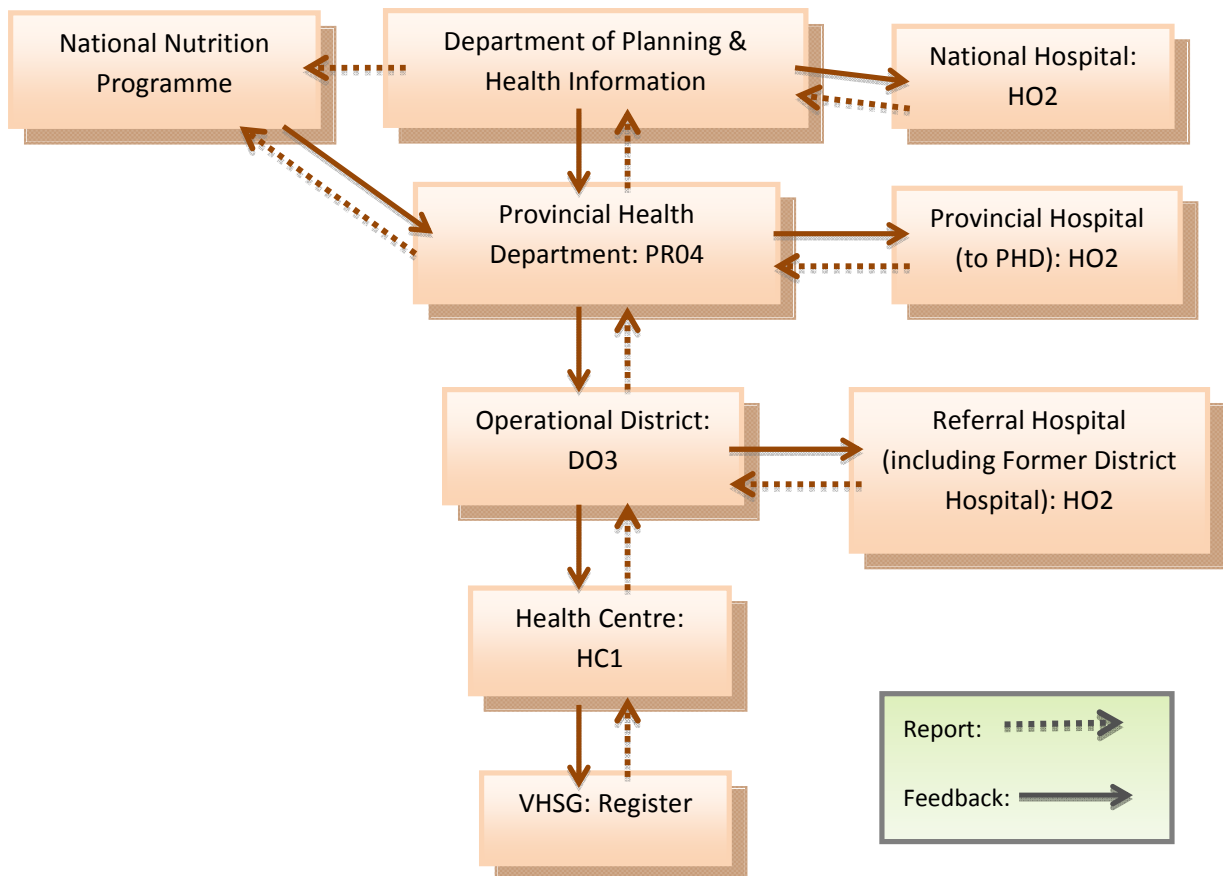 National Nutrition
Programme
Department of Planning &
Health Information
National Hospital:
HO2
Provincial Health
Department: PR04
Provincial Hospital
(to PHD): HO2
Operational District:
DO3
Referral Hospital
(including Former District
Hospital): HO2
Health Centre:
HC1
VHSG: Register
Report:
Feedback: